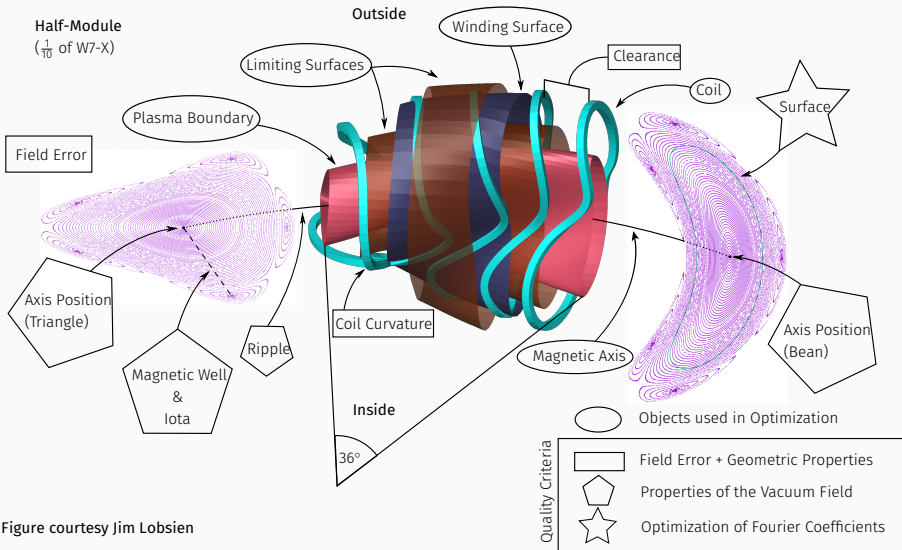 Outside
Half-Module
(1/10 of W7-X)
Winding Surface
Limiting Surfaces
Clearance
Coil
Surface
Plasma Boundary
Field Error
Axis Position
(Triangle)
Coil Curvature
Ripple
Magnetic Well
&
Iota
Magnetic Axis
Axis Position
(Bean)
Inside
36°
Objects used in Optimization
Quality Criteria
Field Error + Geometric Properties
Properties of the Vacuum Field
Optimization of Fourier Coefficients
Figure courtesy Jim Lobsien